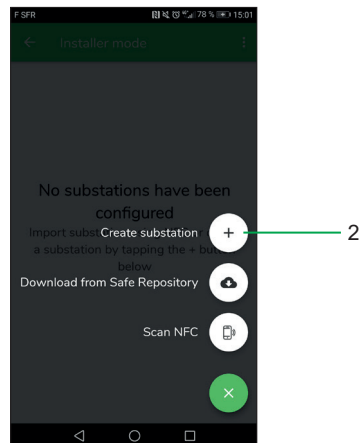 F SFR 78 % 15:01
Installer mode
No substations have been
configured
Import subst
Create substation
2
a substation by tapping the + butt
below
Download from Safe Repository
Scan NFC